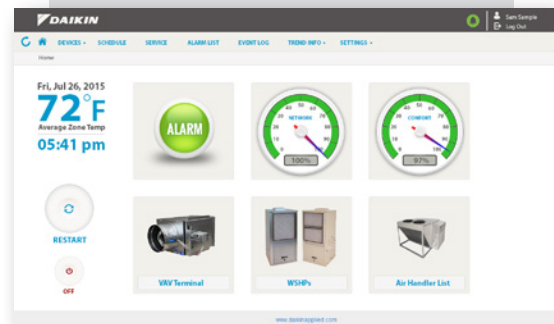 DAIKIN
Sam Sample
Log Out
DEVICES
SCHEDULE
SERVICE
ALARM LIST
EVENT LOG
TREND INFO
SETTINGS
Home
Fri, Jul 26, 2015
72°F
Average Zone Temp
05:41 pm
RESTART
OFF
ALARM
NETWORK
100%
COMFORT
97%
VAV Terminal
WSHPs
Air Handler List
www.daikinapplied.com